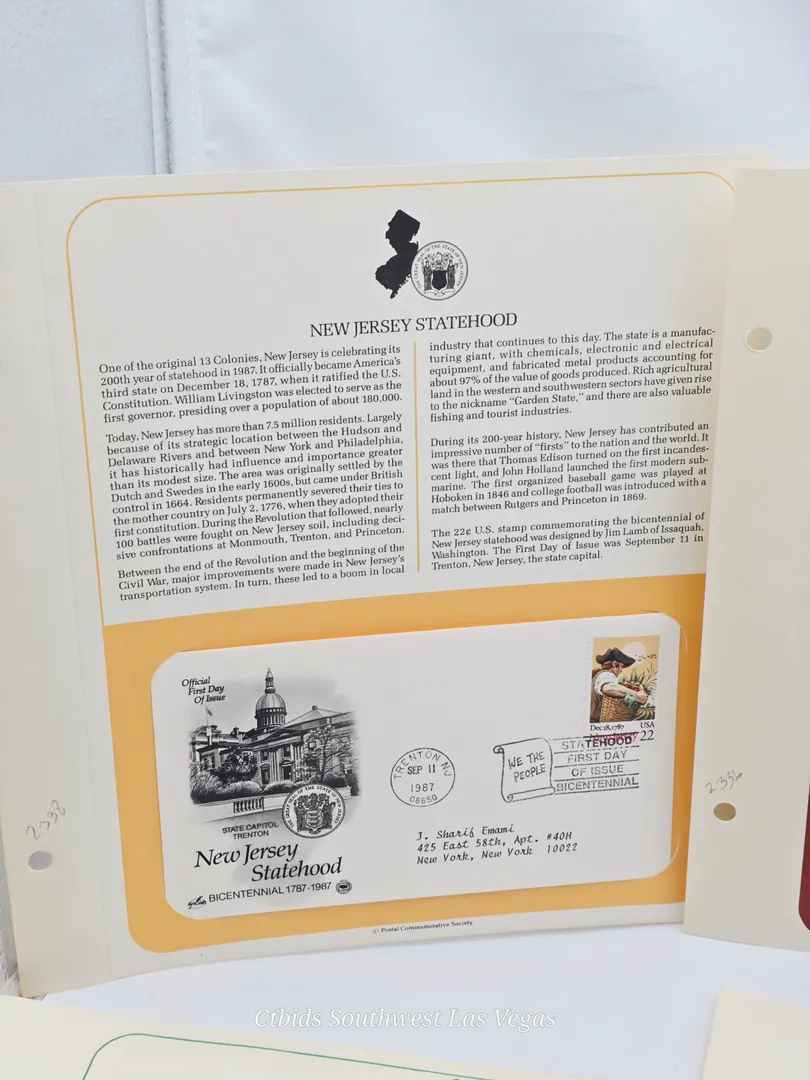 NEW JERSEY STATEHOOD
One of the original 13 Colonies, New Jersey is celebrating its
200th year of statehood in 1987. It officially became America's
third state on December 18, 1787, when it ratified the U.S.
Constitution. William Livingston was elected to serve as the
first governor, presiding over a population of about 180,000.
Today, New Jersey has more than 7.5 million residents. Largely
because of its strategic location between the Hudson and
Delaware Rivers and between New York and Philadelphia,
it has historically had influence and importance greater
than its modest size. The area was originally settled by the
Dutch and Swedes in the early 1600s, but came under British
control in 1664. Residents permanently severed their ties to
the mother country on July 2, 1776, when they adopted their
first constitution. During the Revolution that followed, nearly
100 battles were fought on New Jersey soil, including deci-
sive confrontations at Monmouth, Trenton, and Princeton.
Between the end of the Revolution and the beginning of the
Civil War, major improvements were made in New Jersey's
transportation system. In turn, these led to a boom in local
industry that continues to this day. The state is a manufac-
turing giant, with chemicals, electronic and electrical
equipment, and fabricated metal products accounting for
about 97% of the value of goods produced. Rich agricultural
land in the western and southwestern sectors have given rise
to the nickname "Garden State," and there are also valuable
fishing and tourist industries.
During its 200-year history, New Jersey has contributed an
impressive number of "firsts" to the nation and the world. It
was there that Thomas Edison turned on the first incandes-
cent light, and John Holland launched the first modern sub-
marine. The first organized baseball game was played at
Hoboken in 1846 and college football was introduced with a
match between Rutgers and Princeton in 1869.
The 22¢ U.S. stamp commemorating the bicentennial of
New Jersey statehood was designed by Jim Lamb of Issaquah,
Washington. The First Day of Issue was September 11 in
Trenton, New Jersey, the state capital.
Official
First Day
Of Issue
STATE CAPITOL
TRENTON
THE GREAT SEAL OF THE STATE OF NEW JERSEY
New Jersey
Statehood
BICENTENNIAL 1787-1987
TRENTON NJ
SEP 11
1987
08650
WE THE
PEOPLE
Dec 18, 1787 USA
New Jersey 22
STATEHOOD
FIRST DAY
OF ISSUE
BICENTENNIAL
J. Sharif Emami
425 East 58th, Apt. #40H
New York, New York 10022
© Postal Commemorative Society
2338
2336
Ctbids Southwest Las Vegas